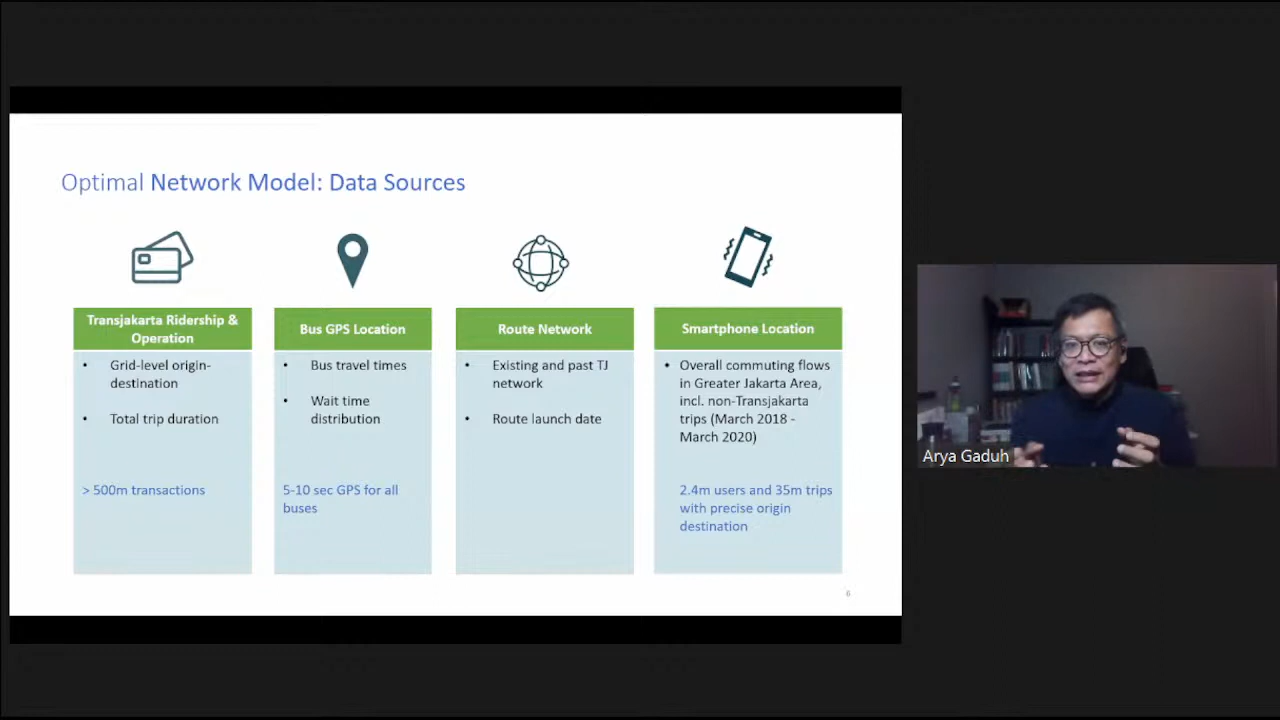 Optimal Network Model: Data Sources
Transjakarta Ridership &
Operation
• Grid-level origin-
destination
• Total trip duration
> 500m transactions
Bus GPS Location
• Bus travel times
• Wait time
distribution
5-10 sec GPS for all
buses
Route Network
• Existing and past TJ
network
• Route launch date
Smartphone Location
• Overall commuting flows
in Greater Jakarta Area,
incl. non-Transjakarta
trips (March 2018 -
March 2020)
2.4m users and 35m trips
with precise origin
destination
6
Arya Gaduh